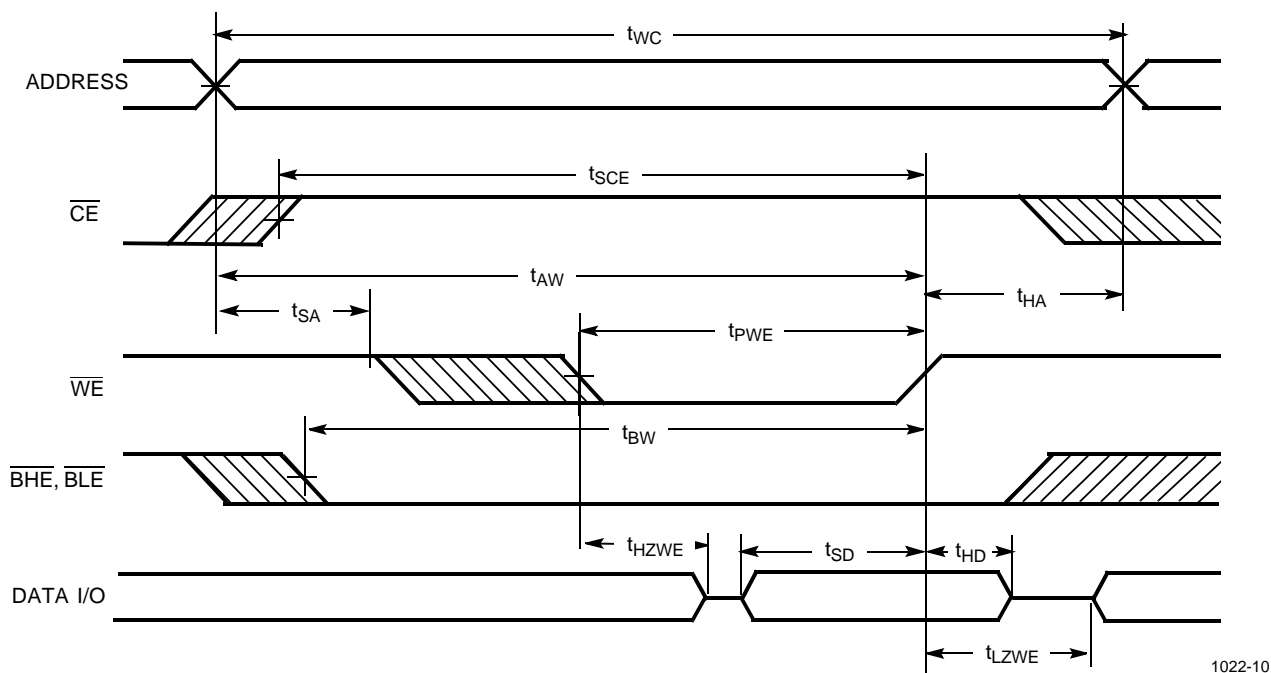 tWC
ADDRESS
tSCE
CE
tAW
tSA
tHA
tPWE
WE
tBW
BHE, BLE
tHZWE
tSD
tHD
DATA I/O
tLZWE
1022-10